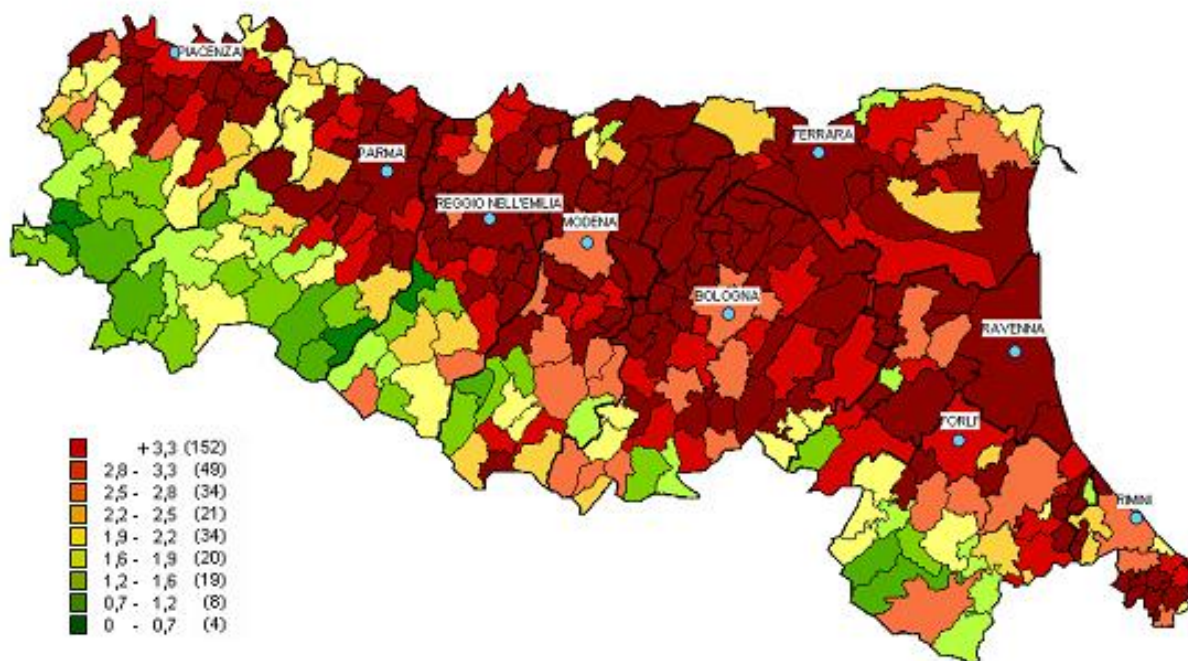 PIACENZA
FERRARA
PARMA
REGGIO NELL'EMILIA
MODENA
BOLOGNA
RAVENNA
FORLI'
RIMINI
+3,3 (152)
2,8 - 3,3 (49)
2,5 - 2,8 (34)
2,2 - 2,5 (21)
1,9 - 2,2 (34)
1,6 - 1,9 (20)
1,2 - 1,6 (19)
0,7 - 1,2 (8)
0 - 0,7 (4)